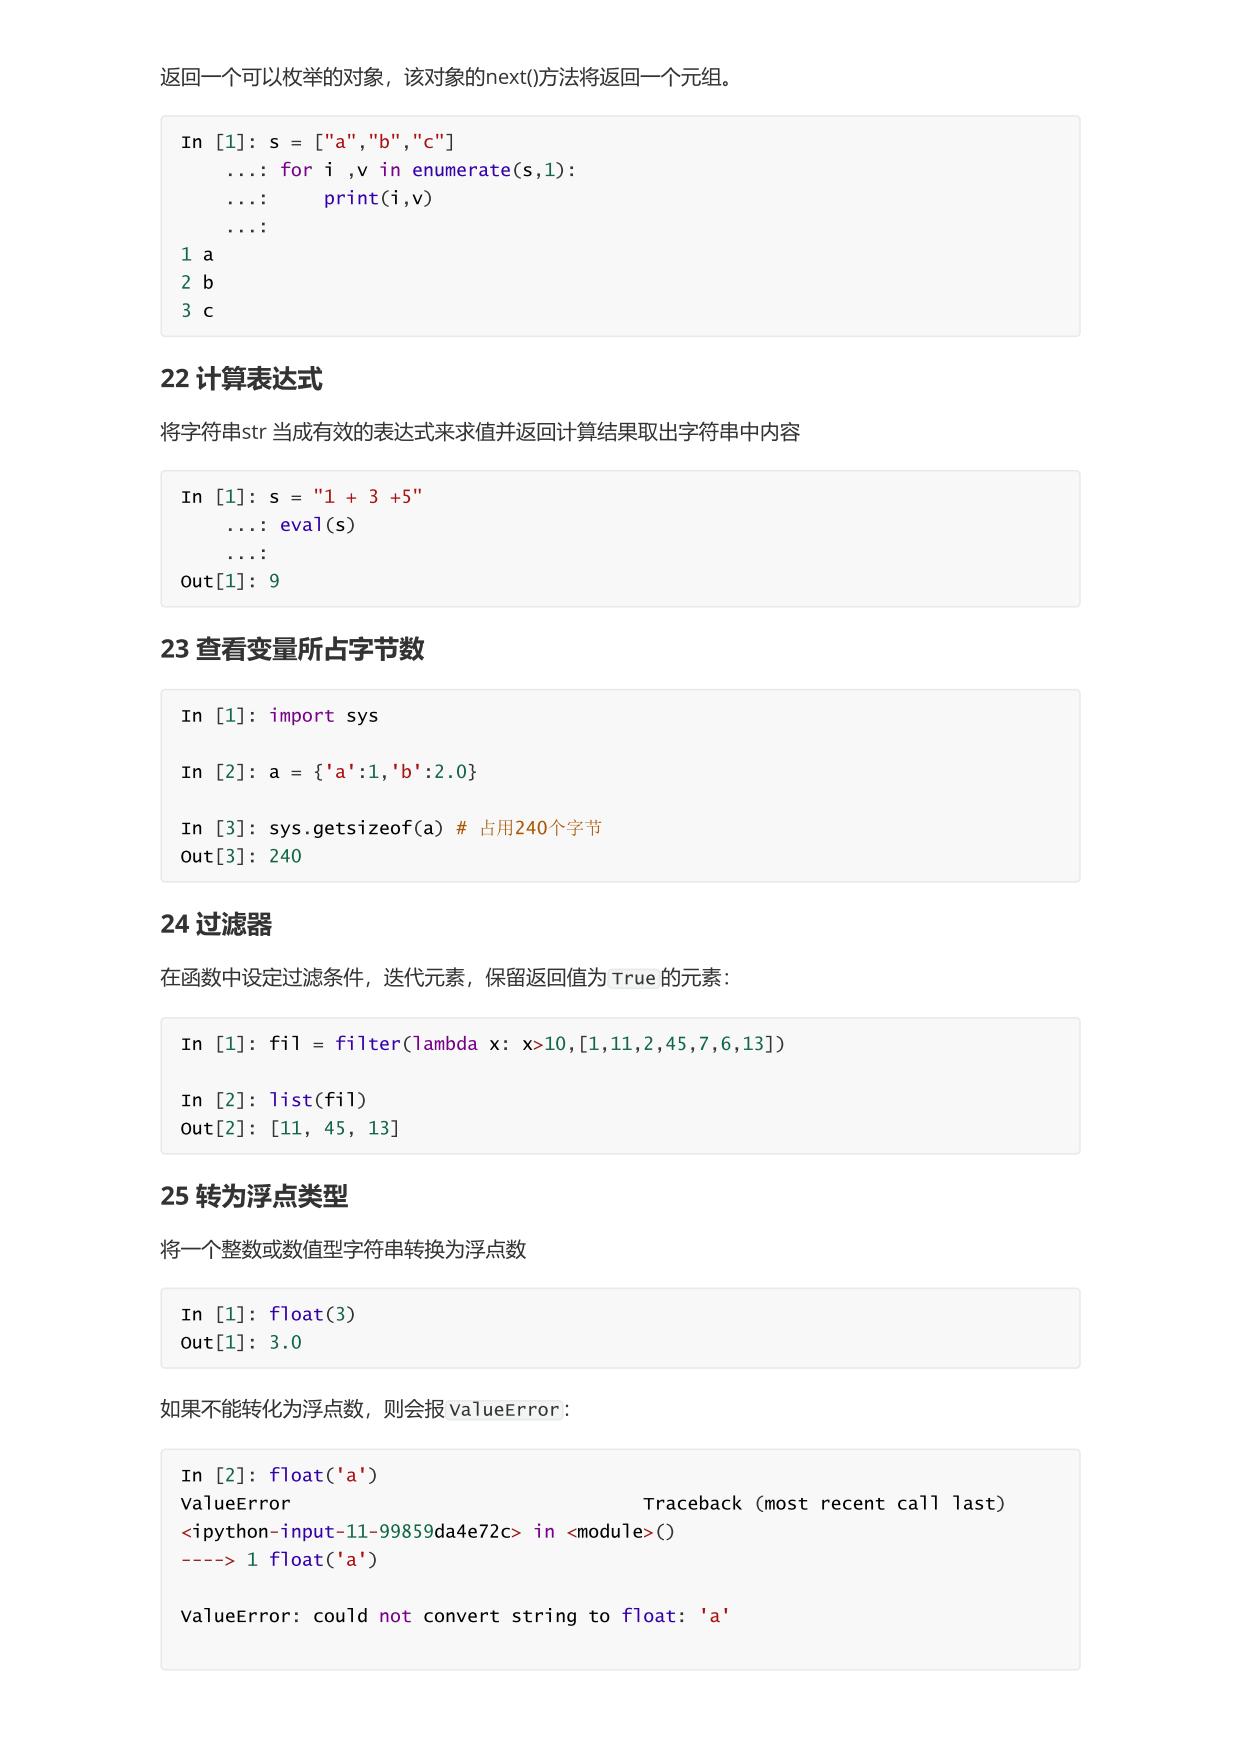 返回一个可以枚举的对象，该对象的next()方法将返回一个元组。
In [1]: s = ["a","b","c"]
    ...: for i ,v in enumerate(s,1):
    ...:     print(i,v)
    ...:
1 a
2 b
3 c
22 计算表达式
将字符串str 当成有效的表达式来求值并返回计算结果取出字符串中内容
In [1]: s = "1 + 3 +5"
    ...: eval(s)
    ...:
Out[1]: 9
23 查看变量所占字节数
In [1]: import sys
In [2]: a = {'a':1,'b':2.0}
In [3]: sys.getsizeof(a) # 占用240个字节
Out[3]: 240
24 过滤器
在函数中设定过滤条件，迭代元素，保留返回值为True的元素：
In [1]: fil = filter(lambda x: x>10,[1,11,2,45,7,6,13])
In [2]: list(fil)
Out[2]: [11, 45, 13]
25 转为浮点类型
将一个整数或数值型字符串转换为浮点数
In [1]: float(3)
Out[1]: 3.0
如果不能转化为浮点数，则会报ValueError：
In [2]: float('a')
ValueError                                Traceback (most recent call last)
<ipython-input-11-99859da4e72c> in <module>()
----> 1 float('a')
ValueError: could not convert string to float: 'a'